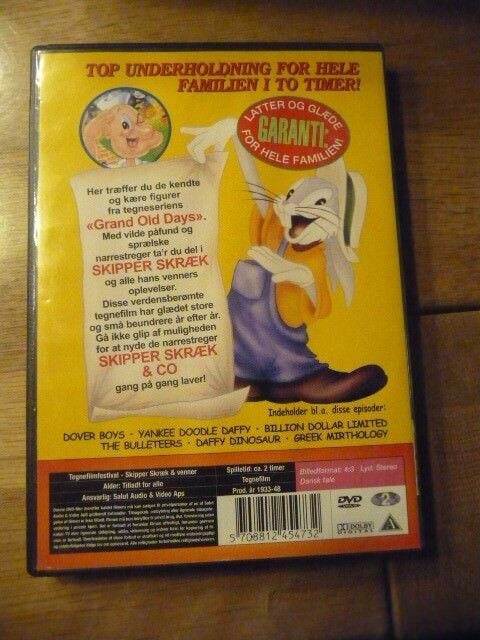 TOP UNDERHOLDNING FOR HELE
FAMILIEN I TO TIMER!
LATTER OG GLÆDE
GARANTI
FOR HELE FAMILIEN!
Her træffer du de kendte
og kære figurer
fra tegneseriens
«Grand Old Days».
Med vilde påfund og
sprælske
narrestreger ta'r du del i
SKIPPER SKRÆK
og alle hans venners
oplevelser.
Disse verdensberømte
tegnefilm har glædet store
og små beundrere år efter år.
Gå ikke glip af muligheden
for at nyde de narrestreger
SKIPPER SKRÆK
& CO
gang på gang laver!
Indeholder bl.a. disse episoder:
DOVER BOYS · YANKEE DOODLE DAFFY · BILLION DOLLAR LIMITED
THE BULLETEERS · DAFFY DINOSAUR · GREEK MIRTHOLOGY
Tegnefilmfestival - Skipper Skræk & venner
Alder: Tilladt for alle
Ansvarlig: Salut Audio & Video Aps
Spilletid: ca. 2 timer
Tegnefilm
Prod. år 1933-48
Billedformat: 4:3 Lyd: Stereo
Dansk tale
DVD
2
DOLBY
DIGITAL
A
5 708812 454732